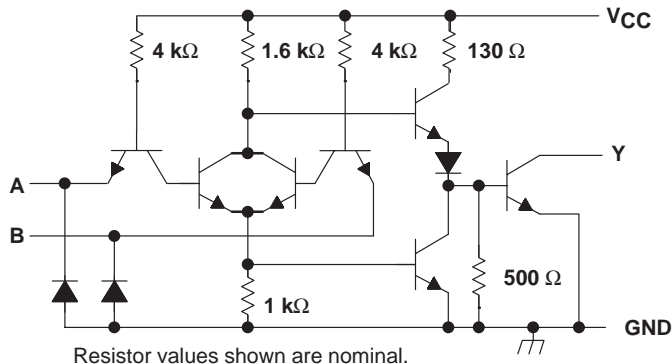 VCC
4 kΩ
1.6 kΩ
4 kΩ
130 Ω
A
Y
B
500 Ω
1 kΩ
GND
Resistor values shown are nominal.